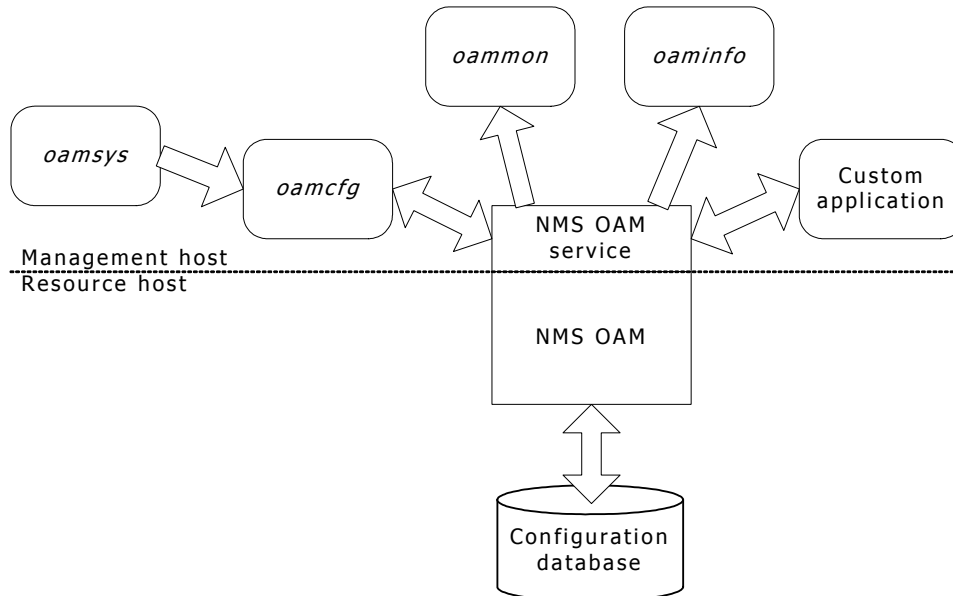 oammon
oaminfo
oamsys
oamcfg
Custom
application
NMS OAM
service
Management host
Resource host
NMS OAM
Configuration
database